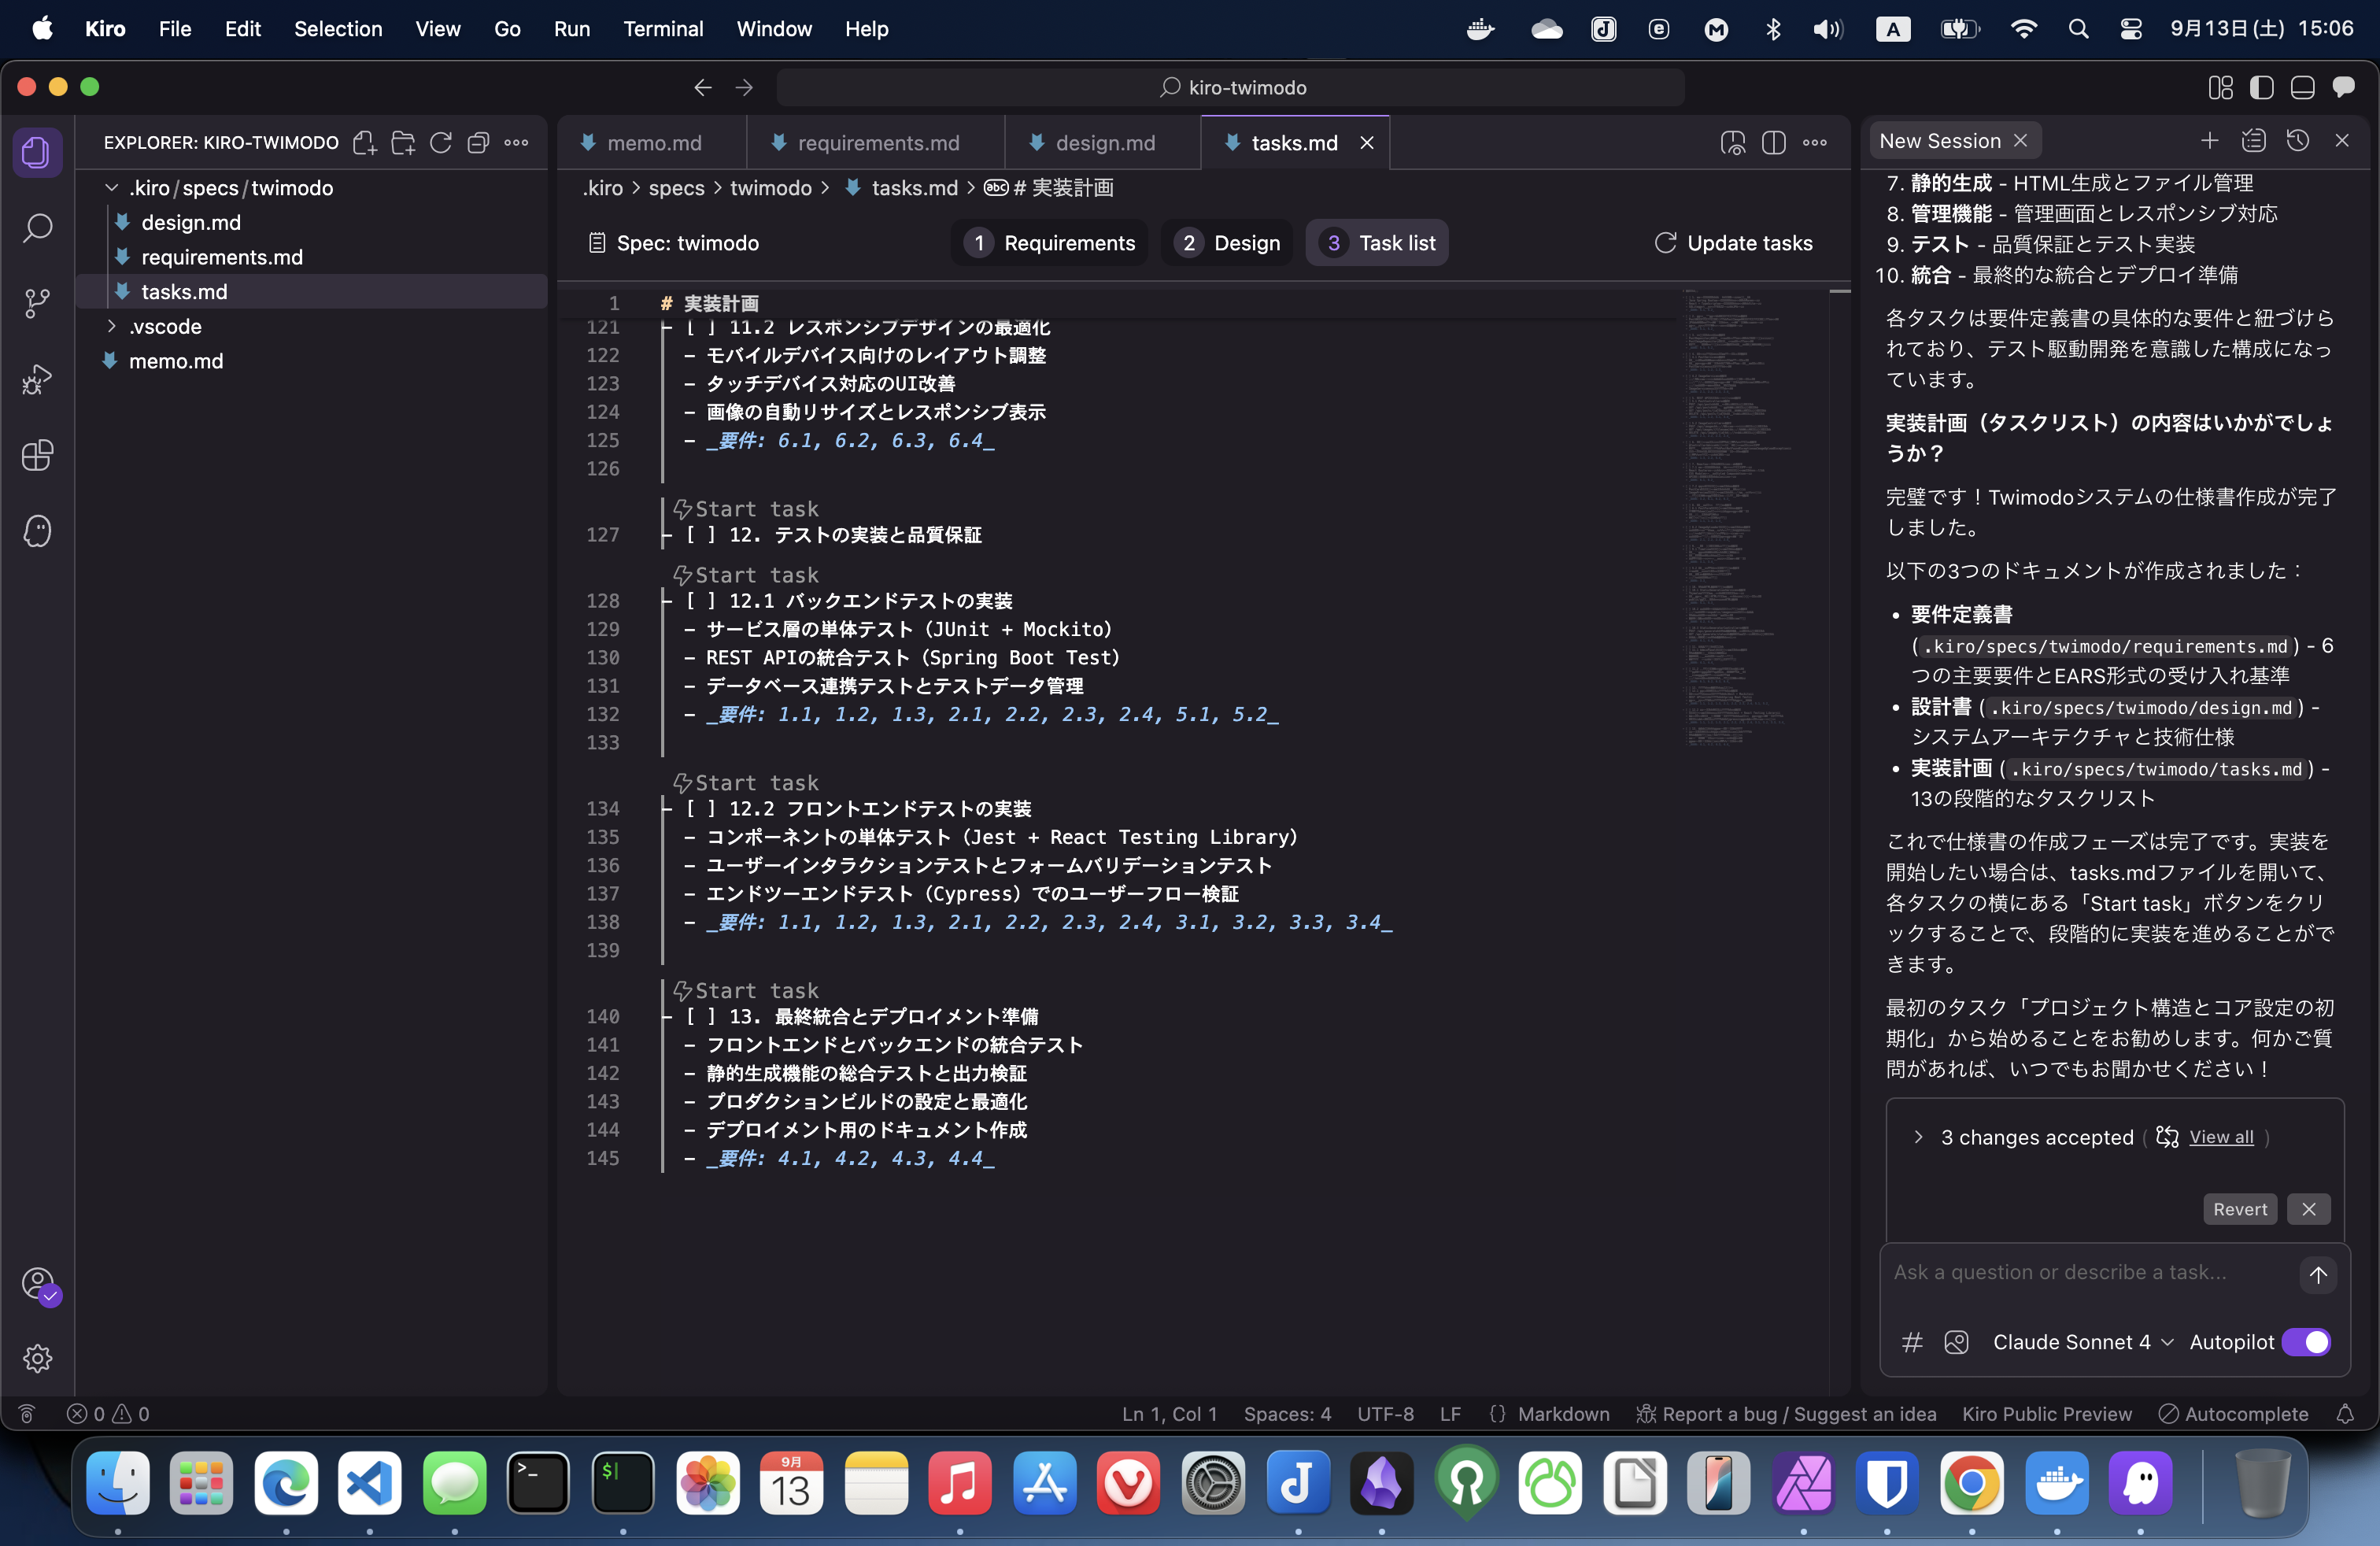 Kiro File Edit Selection View Go Run Terminal Window Help
A 9月13日(土) 15:06
kiro-twimodo
EXPLORER: KIRO-TWIMODO
.kiro/specs/twimodo
design.md
requirements.md
tasks.md
.vscode
memo.md
memo.md requirements.md design.md tasks.md
.kiro > specs > twimodo > tasks.md > # 実装計画
Spec: twimodo 1 Requirements 2 Design 3 Task list Update tasks
1 # 実装計画
121 - [ ] 11.2 レスポンシブデザインの最適化
122 - モバイルデバイス向けのレイアウト調整
123 - タッチデバイス対応のUI改善
124 - 画像の自動リサイズとレスポンシブ表示
125 - _要件: 6.1, 6.2, 6.3, 6.4_
126
Start task
127 - [ ] 12. テストの実装と品質保証
Start task
128 - [ ] 12.1 バックエンドテストの実装
129 - サービス層の単体テスト（JUnit + Mockito）
130 - REST APIの統合テスト（Spring Boot Test）
131 - データベース連携テストとテストデータ管理
132 - _要件: 1.1, 1.2, 1.3, 2.1, 2.2, 2.3, 2.4, 5.1, 5.2_
133
Start task
134 - [ ] 12.2 フロントエンドテストの実装
135 - コンポーネントの単体テスト（Jest + React Testing Library）
136 - ユーザーインタラクションテストとフォームバリデーションテスト
137 - エンドツーエンドテスト（Cypress）でのユーザーフロー検証
138 - _要件: 1.1, 1.2, 1.3, 2.1, 2.2, 2.3, 2.4, 3.1, 3.2, 3.3, 3.4_
139
Start task
140 - [ ] 13. 最終統合とデプロイメント準備
141 - フロントエンドとバックエンドの統合テスト
142 - 静的生成機能の総合テストと出力検証
143 - プロダクションビルドの設定と最適化
144 - デプロイメント用のドキュメント作成
145 - _要件: 4.1, 4.2, 4.3, 4.4_
New Session
7. 静的生成 - HTML生成とファイル管理
8. 管理機能 - 管理画面とレスポンシブ対応
9. テスト - 品質保証とテスト実装
10. 統合 - 最終的な統合とデプロイ準備
各タスクは要件定義書の具体的な要件と紐づけら
れており、テスト駆動開発を意識した構成になっ
ています。
実装計画（タスクリスト）の内容はいかがでしょ
うか？
完璧です！Twimodoシステムの仕様書作成が完了
しました。
以下の3つのドキュメントが作成されました：
• 要件定義書
(.kiro/specs/twimodo/requirements.md) - 6
つの主要要件とEARS形式の受け入れ基準
• 設計書 (.kiro/specs/twimodo/design.md) -
システムアーキテクチャと技術仕様
• 実装計画 (.kiro/specs/twimodo/tasks.md) -
13の段階的なタスクリスト
これで仕様書の作成フェーズは完了です。実装を
開始したい場合は、tasks.mdファイルを開いて、
各タスクの横にある「Start task」ボタンをクリ
ックすることで、段階的に実装を進めることがで
きます。
最初のタスク「プロジェクト構造とコア設定の初
期化」から始めることをお勧めします。何かご質
問があれば、いつでもお聞かせください！
3 changes accepted ( View all )
Revert
Ask a question or describe a task...
# Claude Sonnet 4 Autopilot
0 0 Ln 1, Col 1 Spaces: 4 UTF-8 LF {} Markdown Report a bug / Suggest an idea Kiro Public Preview Autocomplete
9月
13